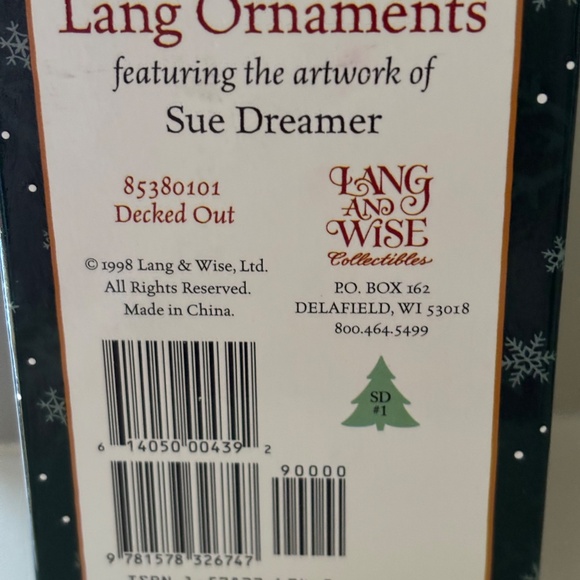 Lang Ornaments
featuring the artwork of
Sue Dreamer
85380101
Decked Out
LANG
AND
WISE
Collectibles
© 1998 Lang & Wise, Ltd.
All Rights Reserved.
Made in China.
P.O. BOX 162
DELAFIELD, WI 53018
800.464.5499
SD
#1
6 14050 00439 2
90000
9 781578 326747